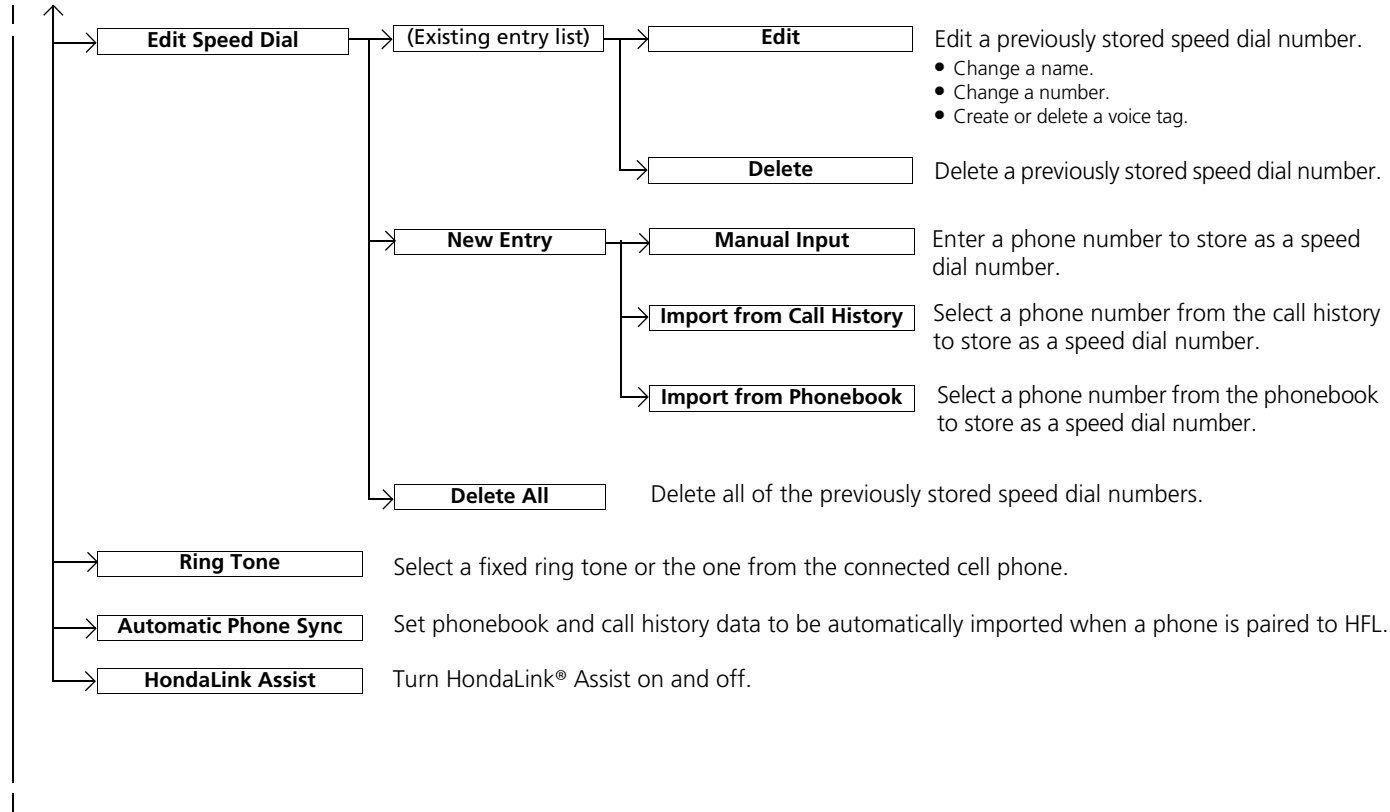 Edit Speed Dial
(Existing entry list)
Edit
Edit a previously stored speed dial number.
● Change a name.
● Change a number.
● Create or delete a voice tag.
Delete
Delete a previously stored speed dial number.
New Entry
Manual Input
Enter a phone number to store as a speed
dial number.
Import from Call History
Select a phone number from the call history
to store as a speed dial number.
Import from Phonebook
Select a phone number from the phonebook
to store as a speed dial number.
Delete All
Delete all of the previously stored speed dial numbers.
Ring Tone
Select a fixed ring tone or the one from the connected cell phone.
Automatic Phone Sync
Set phonebook and call history data to be automatically imported when a phone is paired to HFL.
HondaLink Assist
Turn HondaLink® Assist on and off.